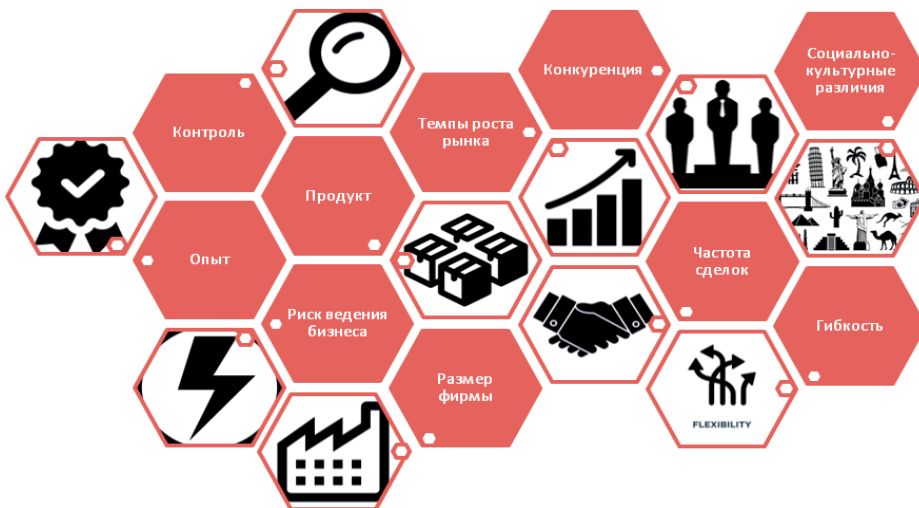 Контроль
Опыт
Продукт
Риск ведения
бизнеса
Темпы роста
рынка
Размер
фирмы
Конкуренция
Частота
сделок
FLEXIBILITY
Социально-
культурные
различия
Гибкость